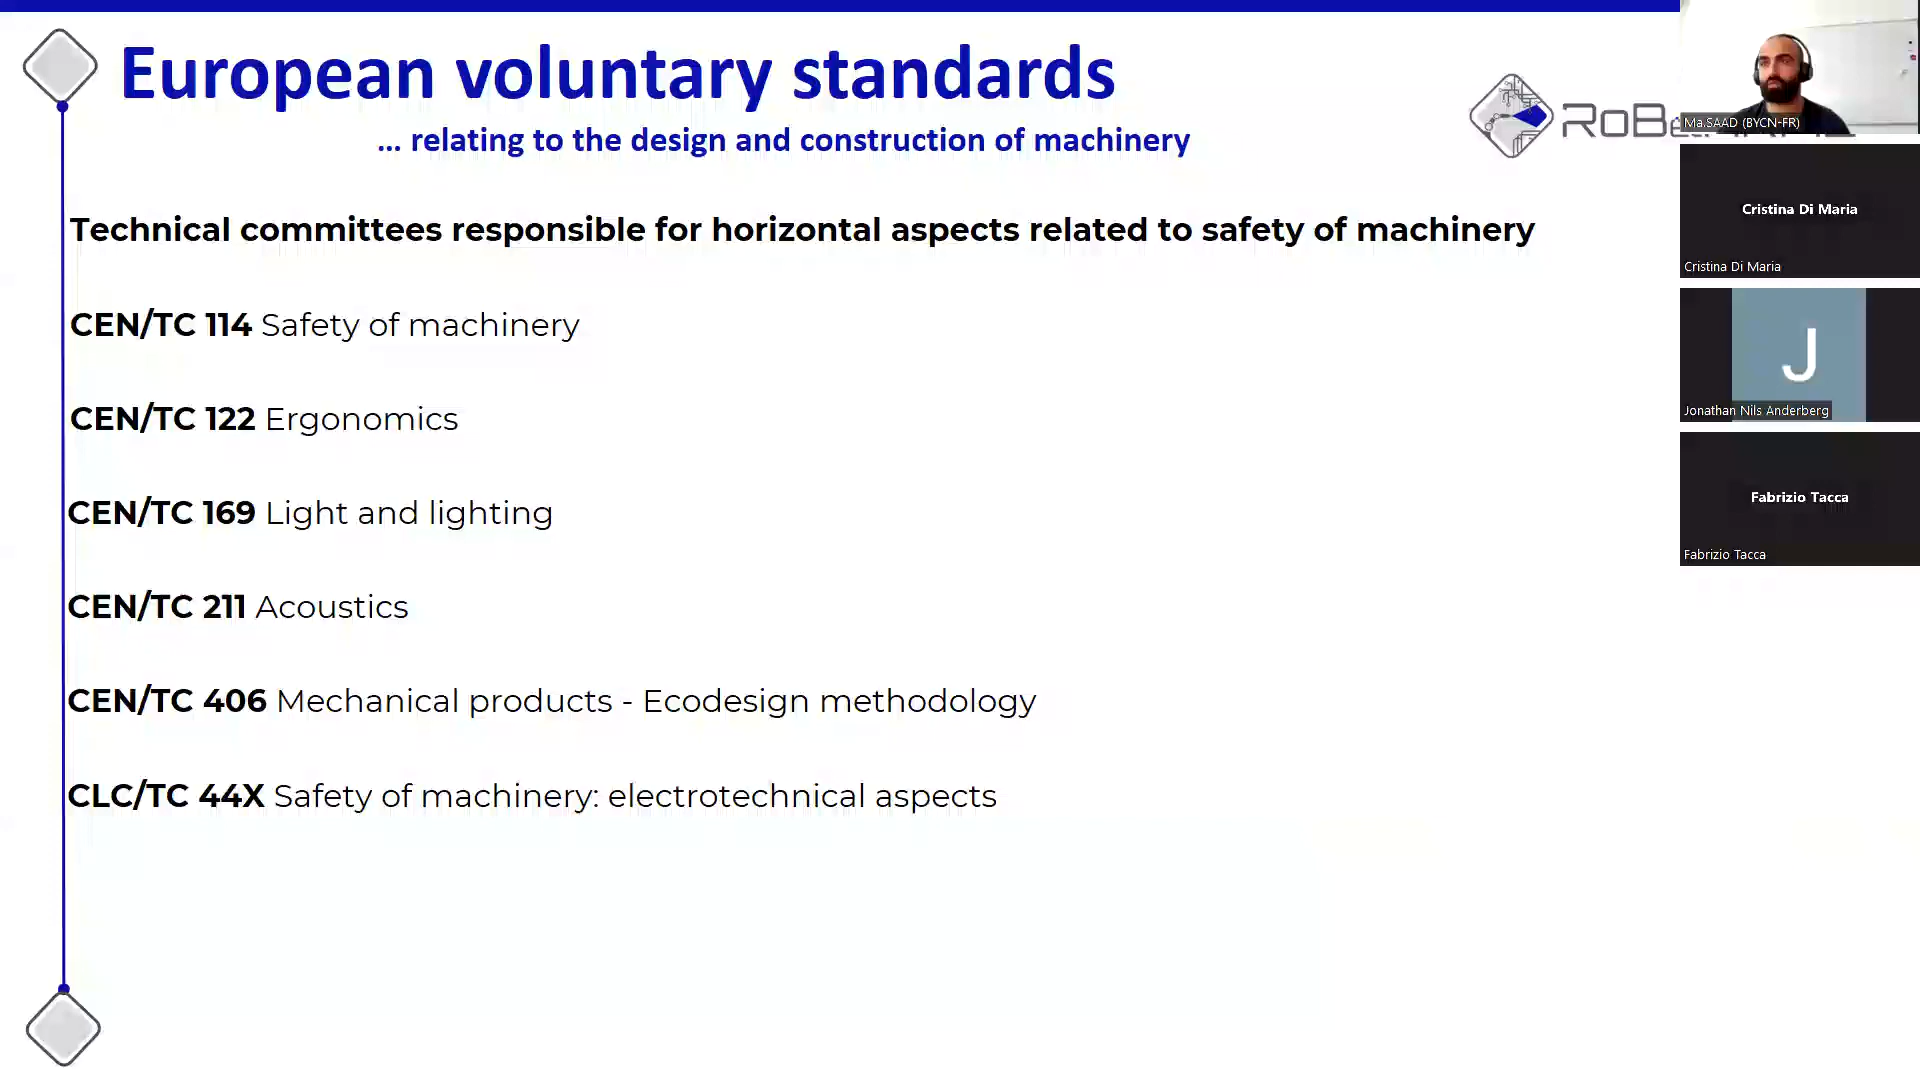 European voluntary standards
... relating to the design and construction of machinery
Technical committees responsible for horizontal aspects related to safety of machinery
CEN/TC 114 Safety of machinery
CEN/TC 122 Ergonomics
CEN/TC 169 Light and lighting
CEN/TC 211 Acoustics
CEN/TC 406 Mechanical products - Ecodesign methodology
CLC/TC 44X Safety of machinery: electrotechnical aspects
Ma.SAAD (BYCN-FR)
Cristina Di Maria
Cristina Di Maria
J
Jonathan Nils Anderberg
Fabrizio Tacca
Fabrizio Tacca